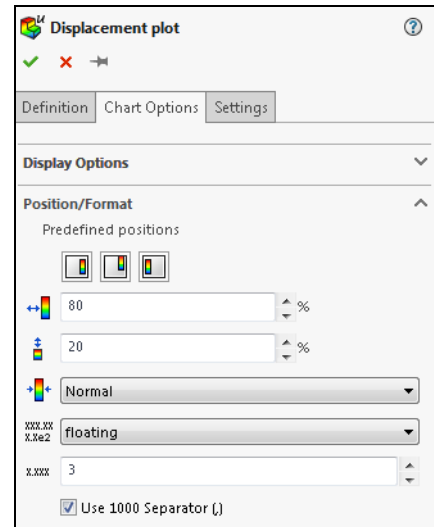 Displacement plot
Definition Chart Options Settings
Display Options
Position/Format
Predefined positions
80 %
20 %
Normal
xxx.xx
x.xe2 floating
x.xxx 3
Use 1000 Separator (,)